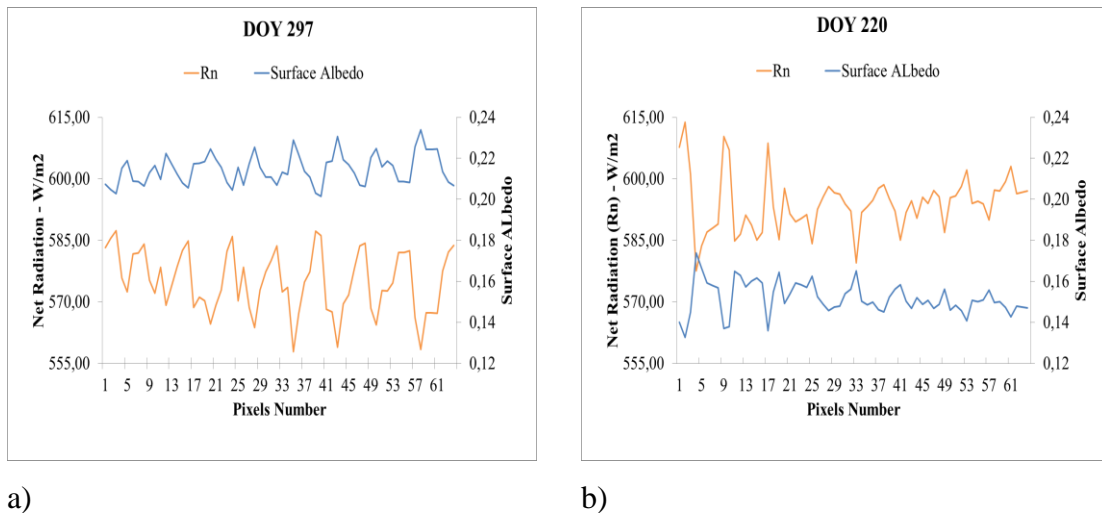 DOY 297
Rn Surface Albedo
Net Radiation - W/m2
615,00
600,00
585,00
570,00
555,00
0,24
0,22
0,20
0,18
0,16
0,14
0,12
Surface ALbedo
1 5 9 13 17 21 25 29 33 37 41 45 49 53 57 61
Pixels Number
a)
DOY 220
Rn Surface ALbedo
Net Radiation (Rn) - W/m2
615,00
600,00
585,00
570,00
555,00
0,24
0,22
0,20
0,18
0,16
0,14
0,12
Surface Albedo
1 5 9 13 17 21 25 29 33 37 41 45 49 53 57 61
Pixels Number
b)